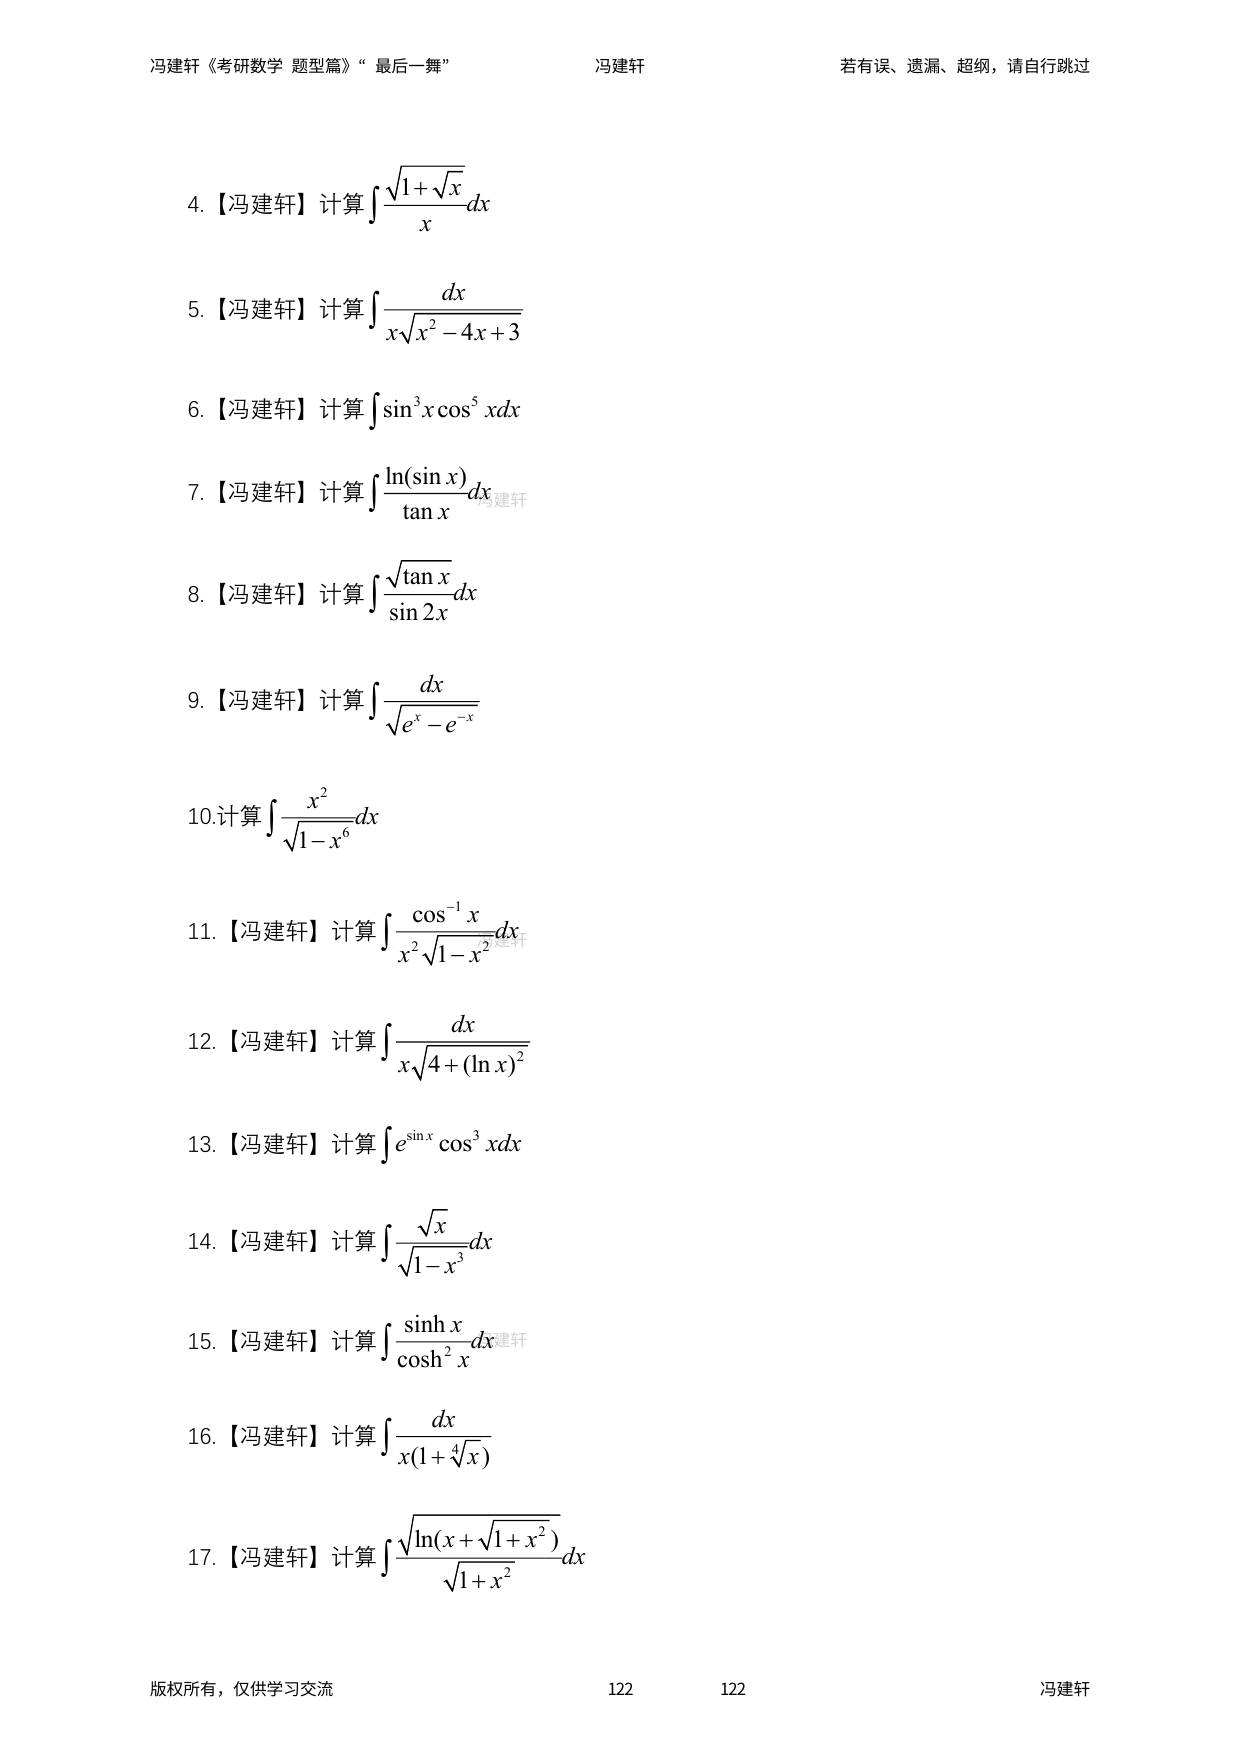 冯建轩《考研数学 题型篇》“ 最后一舞” 冯建轩 若有误、遗漏、超纲，请自行跳过
4.【冯建轩】计算∫ √(1+√x) / x dx
5.【冯建轩】计算∫ dx / (x√(x² − 4x + 3))
6.【冯建轩】计算∫ sin³ x cos⁵ xdx
7.【冯建轩】计算∫ ln(sin x) / tan x dx
冯建轩
8.【冯建轩】计算∫ √(tan x) / sin 2x dx
9.【冯建轩】计算∫ dx / √(eˣ − e⁻ˣ)
10.计算∫ x² / √(1 − x⁶) dx
11.【冯建轩】计算∫ cos⁻¹ x / (x²√(1 − x²)) dx
冯建轩
12.【冯建轩】计算∫ dx / (x√(4 + (ln x)²))
13.【冯建轩】计算∫ e^(sin x) cos³ xdx
14.【冯建轩】计算∫ √x / √(1 − x³) dx
15.【冯建轩】计算∫ sinh x / cosh² x dx
冯建轩
16.【冯建轩】计算∫ dx / (x(1 + ⁴√x))
17.【冯建轩】计算∫ √(ln(x + √(1 + x²))) / √(1 + x²) dx
版权所有，仅供学习交流 122 122 冯建轩